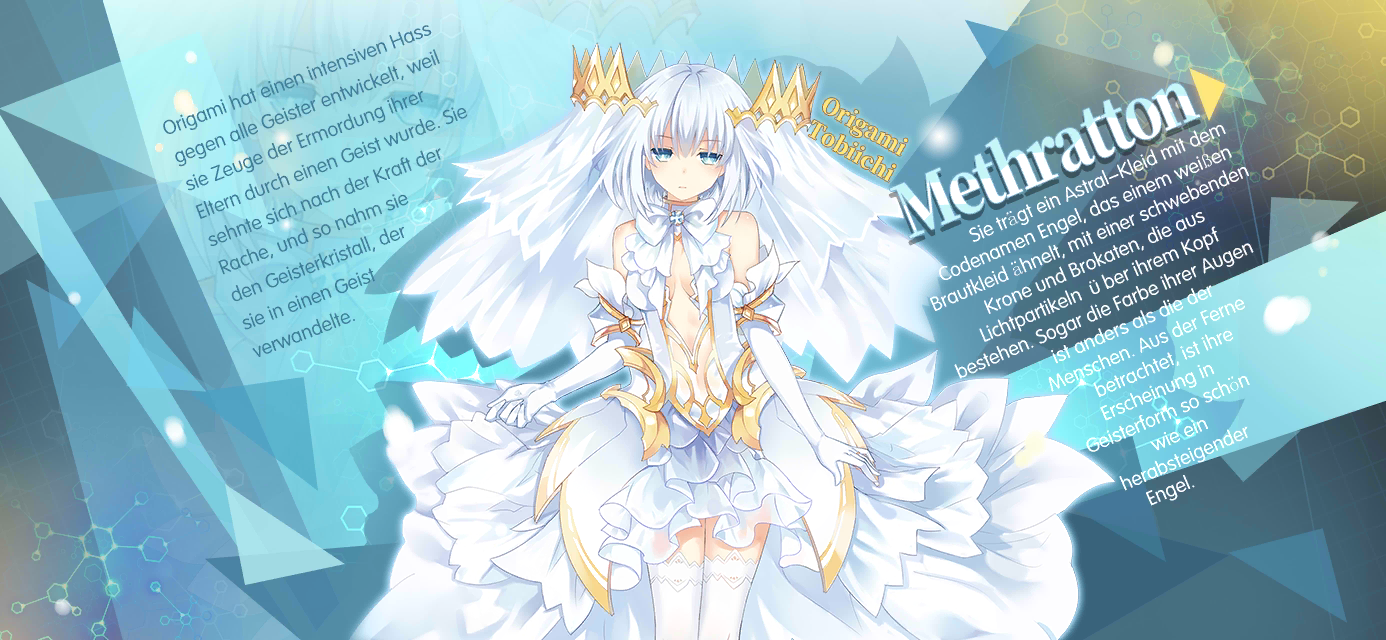 Origami hat einen intensiven Hass
gegen alle Geister entwickelt, weil
sie Zeuge der Ermordung ihrer
Eltern durch einen Geist wurde. Sie
sehnte sich nach der Kraft der
Rache, und so nahm sie
den Geisterkristall, der
sie in einen Geist
verwandelte.
Origami
Tobiichi
Methratton
Sie trägt ein Astral-Kleid mit dem
Codenamen Engel, das einem weißen
Brautkleid ähnelt, mit einer schwebenden
Krone und Brokaten, die aus
Lichtpartikeln ü ber ihrem Kopf
bestehen. Sogar die Farbe ihrer Augen
ist anders als die der
Menschen. Aus der Ferne
betrachtet, ist ihre
Erscheinung in
Geisterform so schön
wie ein
herabsteigender
Engel.